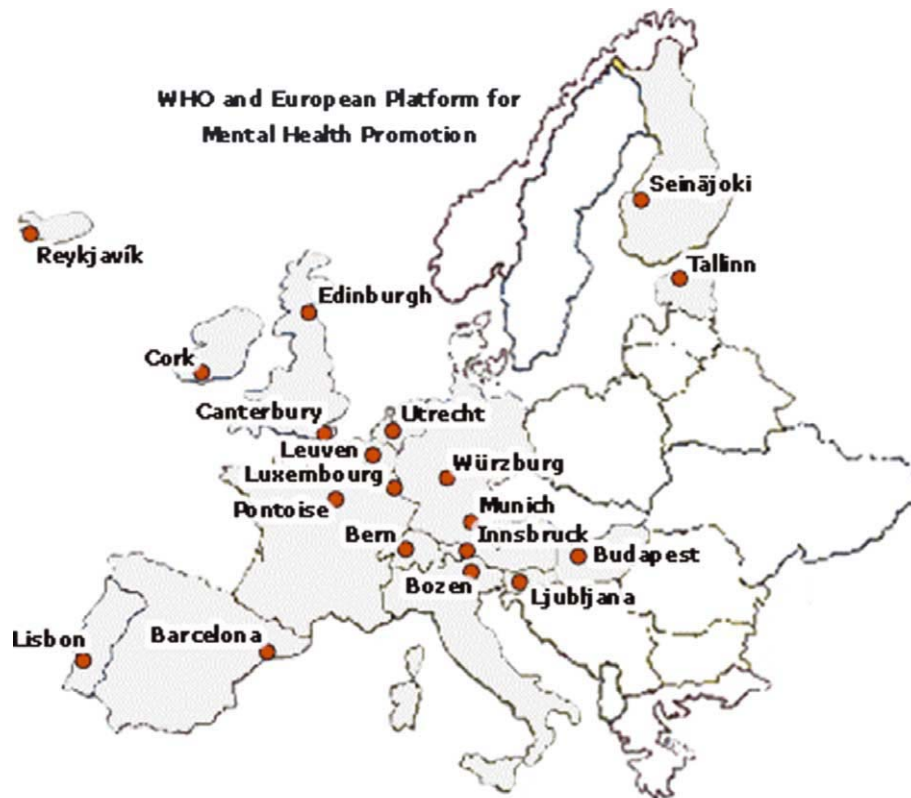 WHO and European Platform for
Mental Health Promotion
Seinäjoki
Reykjavík
Tallinn
Edinburgh
Cork
Canterbury
Utrecht
Leuven
Würzburg
Luxembourg
Pontoise
Munich
Bern
Innsbruck
Budapest
Bozen
Ljubljana
Lisbon
Barcelona